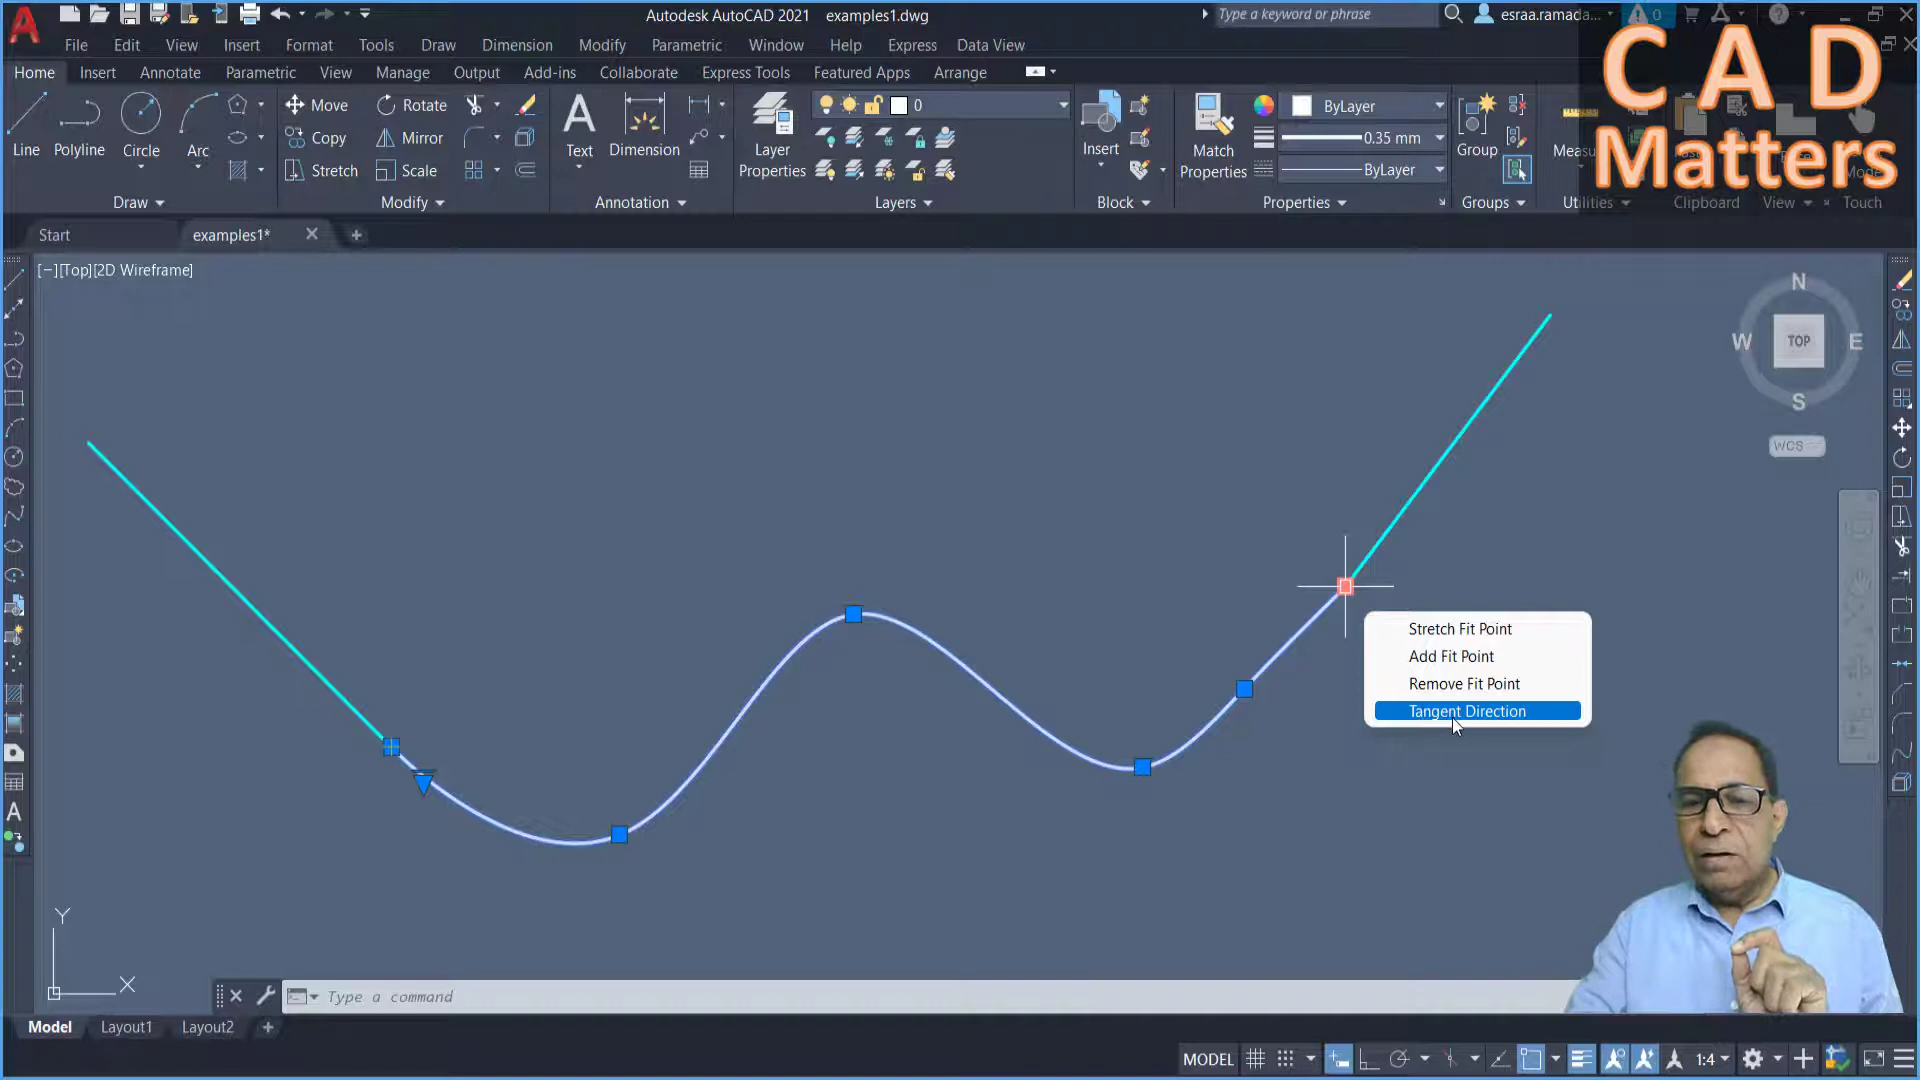 Autodesk AutoCAD 2021 examples1.dwg
Type a keyword or phrase
esraa.ramada...
0
File Edit View Insert Format Tools Draw Dimension Modify Parametric Window Help Express Data View
Home Insert Annotate Parametric View Manage Output Add-ins Collaborate Express Tools Featured Apps Arrange
CAD
Matters
Line Polyline Circle Arc
Move Rotate
Copy Mirror
Stretch Scale
Text Dimension
Layer
Properties
0
Insert
Match
Properties
ByLayer
0.35 mm
ByLayer
Group
Draw Modify Annotation Layers Block Properties Groups Utilities Clipboard View Touch
Start examples1*
[−][Top][2D Wireframe]
N
W TOP E
S
WCS
Stretch Fit Point
Add Fit Point
Remove Fit Point
Tangent Direction
A
Y
X
Type a command
Model Layout1 Layout2
MODEL 1:4